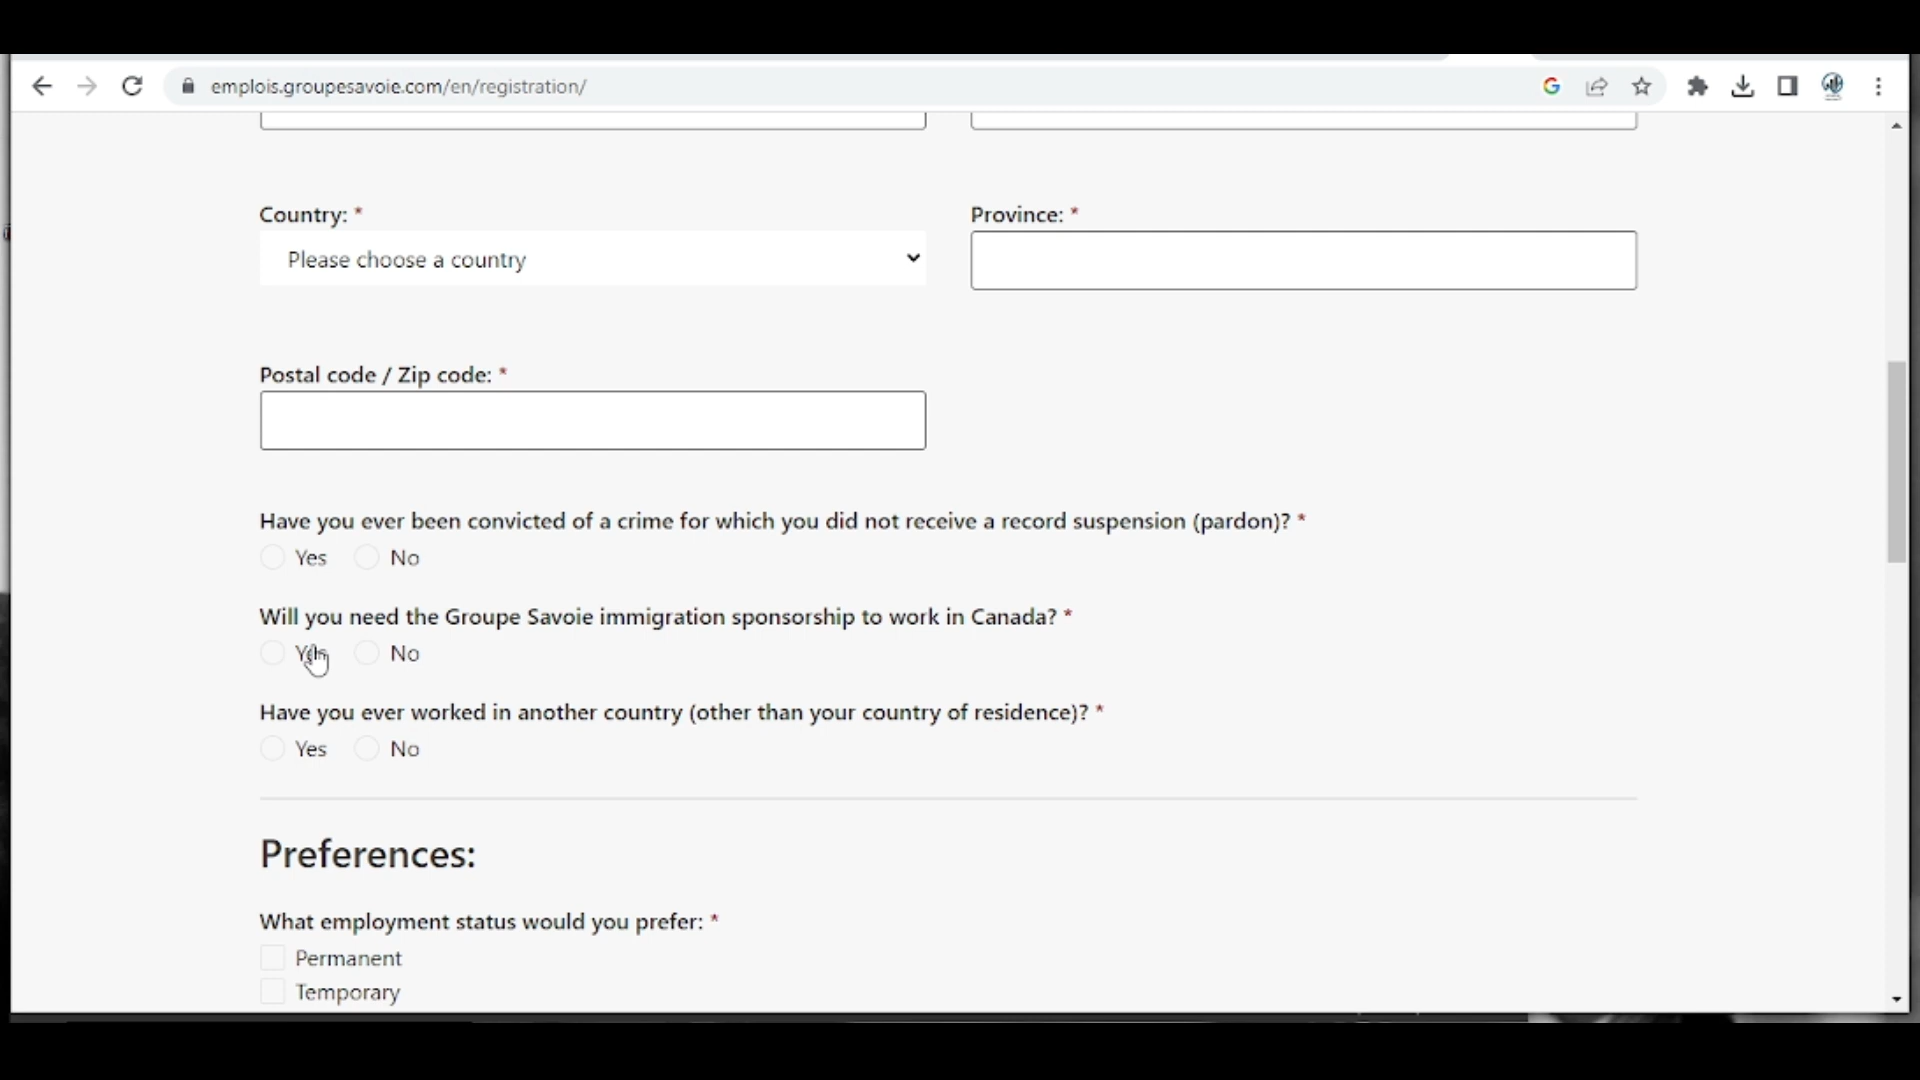 emplois.groupesavoie.com/en/registration/
Country: * Province: *
Please choose a country
Postal code / Zip code: *
Have you ever been convicted of a crime for which you did not receive a record suspension (pardon)? *
Yes No
Will you need the Groupe Savoie immigration sponsorship to work in Canada? *
Yes No
Have you ever worked in another country (other than your country of residence)? *
Yes No
Preferences:
What employment status would you prefer: *
Permanent
Temporary